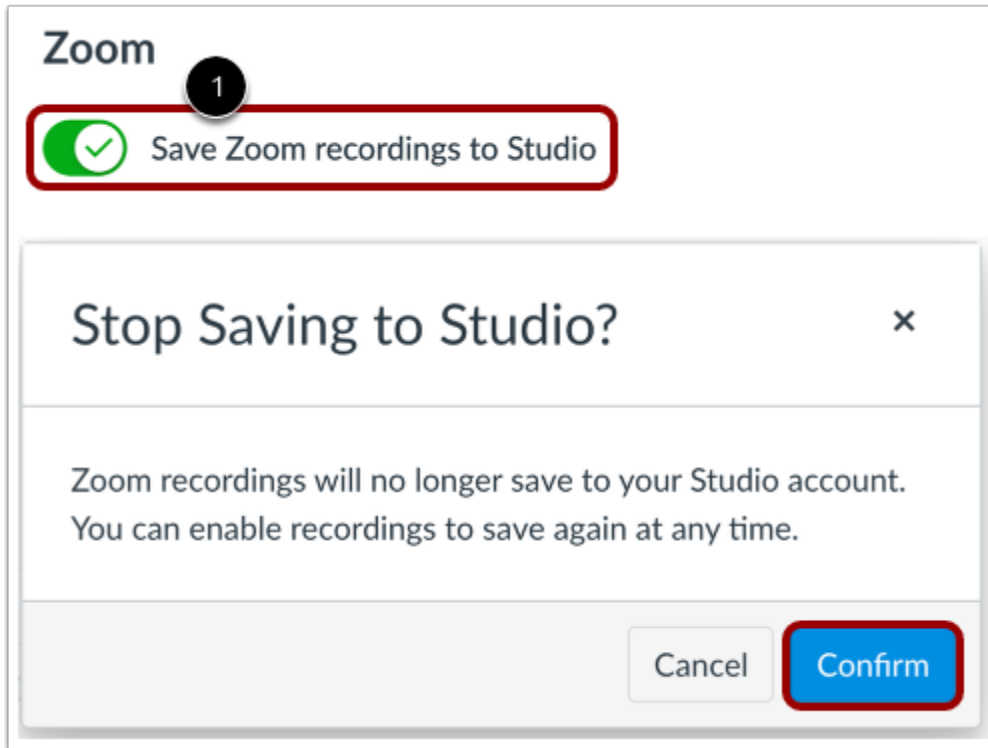 Zoom
1
Save Zoom recordings to Studio
Stop Saving to Studio?
Zoom recordings will no longer save to your Studio account.
You can enable recordings to save again at any time.
Cancel
Confirm